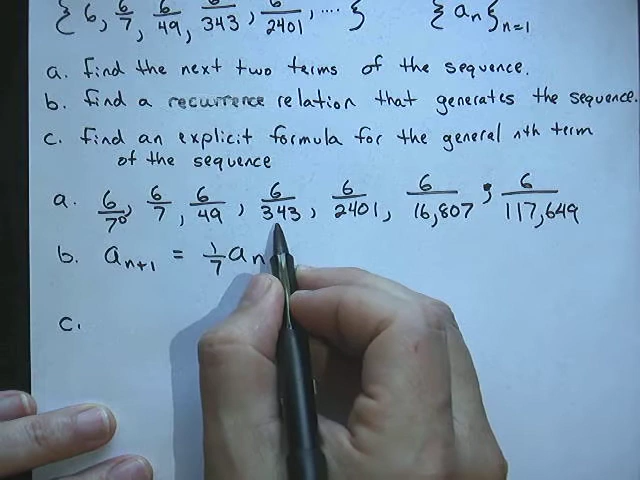 { 6, 6/7, 6/49, 6/343, 6/2401, .... } { a_n }_{n=1}
a. Find the next two terms of the sequence.
b. Find a recurrence relation that generates the sequence.
c. Find an explicit formula for the general nth term
of the sequence
a. 6/7⁰, 6/7, 6/49, 6/343, 6/2401, 6/16,807, 6/117,649
b. a_{n+1} = 1/7 a_n
c.